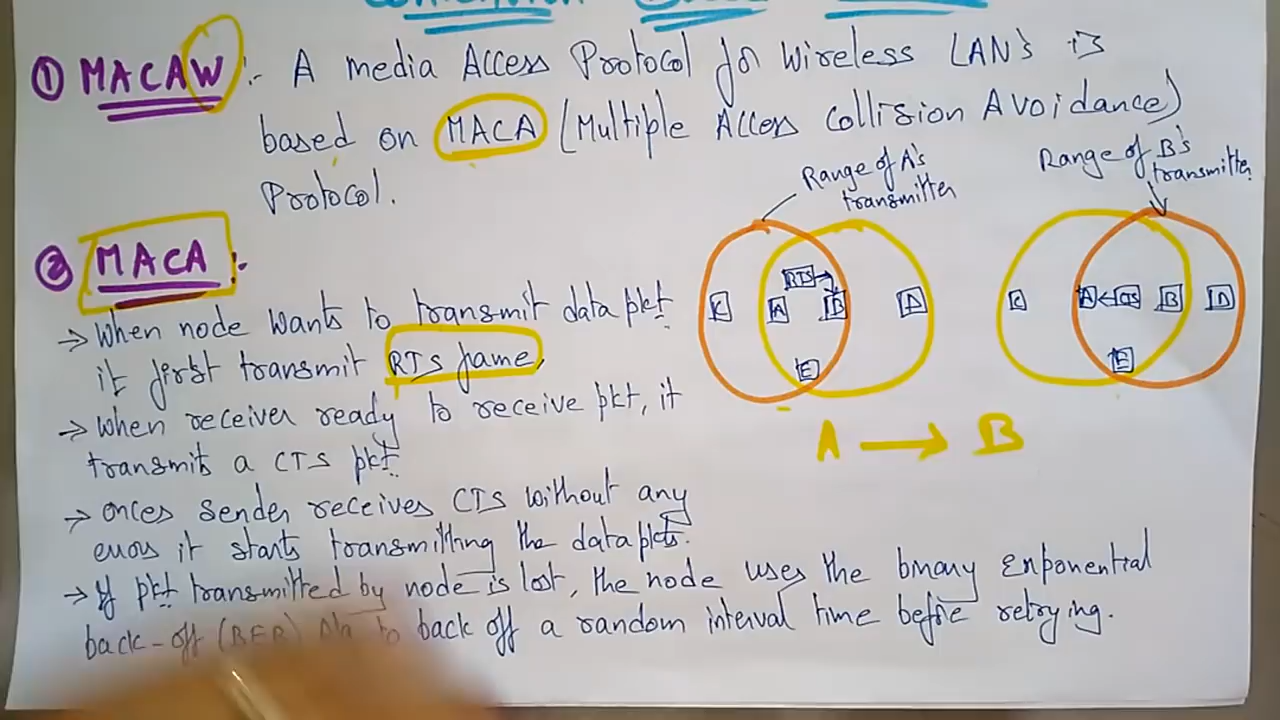 ① MACAW :- A media Access Protocol for Wireless LAN's is
based on MACA (Multiple Access Collision Avoidance)
Protocol.
Range of A's
transmitter
Range of B's
transmitter
② MACA :-
→ When node wants to transmit data pkt
it first transmit RTS frame,
→ When receiver ready to receive pkt, it
transmits a CTS pkt.
→ Onces sender receives CTS without any
errors it starts transmitting the data pkts.
→ If pkt transmitted by node is lost, the node uses the binary exponential
back-off (BEB) to back off a random interval time before retrying.
RTS→
C A B D
E
C A ←CTS B D
E
A → B